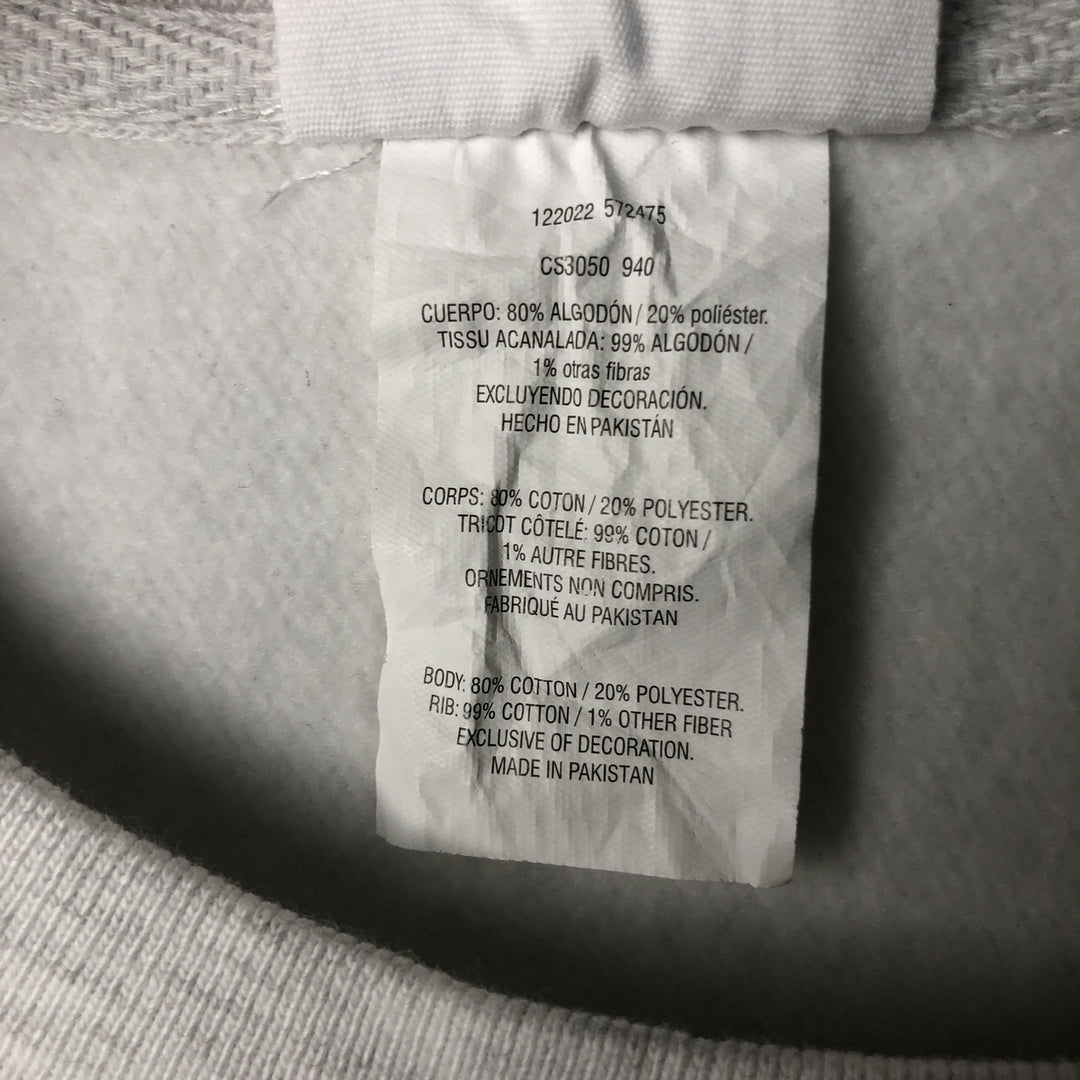 122022 572475
CS3050 940
CUERPO: 80% ALGODÓN / 20% poliéster.
TISSU ACANALADA: 99% ALGODÓN /
1% otras fibras
EXCLUYENDO DECORACIÓN.
HECHO EN PAKISTÁN
CORPS: 80% COTON / 20% POLYESTER.
TRICOT CÔTELÉ: 99% COTON /
1% AUTRE FIBRES.
ORNEMENTS NON COMPRIS.
FABRIQUÉ AU PAKISTAN
BODY: 80% COTTON / 20% POLYESTER.
RIB: 99% COTTON / 1% OTHER FIBER
EXCLUSIVE OF DECORATION.
MADE IN PAKISTAN